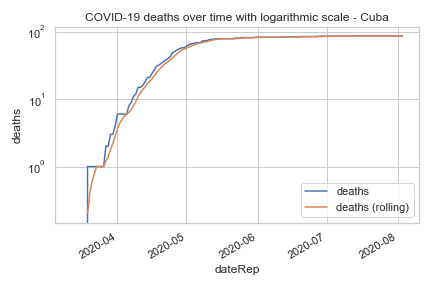 COVID-19 deaths over time with logarithmic scale - Cuba
10²
10¹
10⁰
deaths
deaths
deaths (rolling)
2020-04
2020-05
2020-06
2020-07
2020-08
dateRep